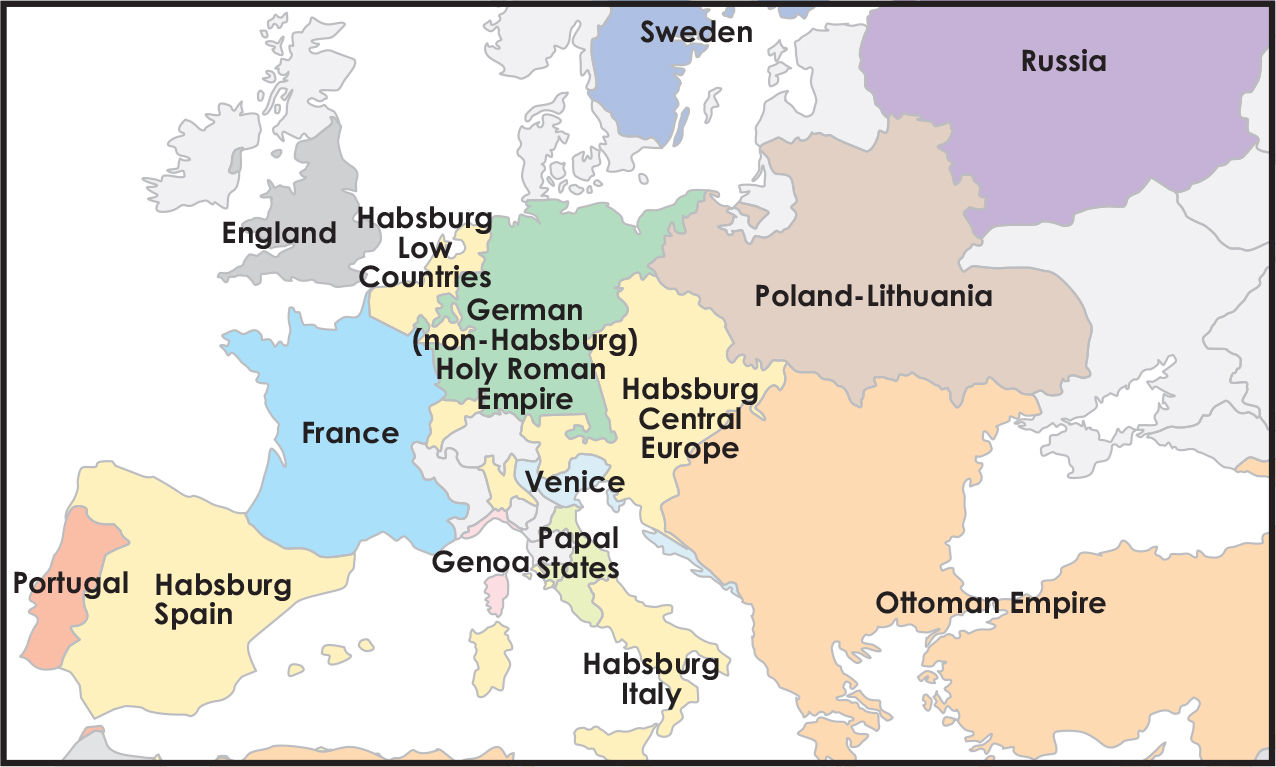 Sweden
Russia
England
Habsburg
Low
Countries
German
(non-Habsburg)
Holy Roman
Empire
Poland-Lithuania
Habsburg
Central
Europe
France
Venice
Genoa
Papal
States
Portugal
Habsburg
Spain
Ottoman Empire
Habsburg
Italy